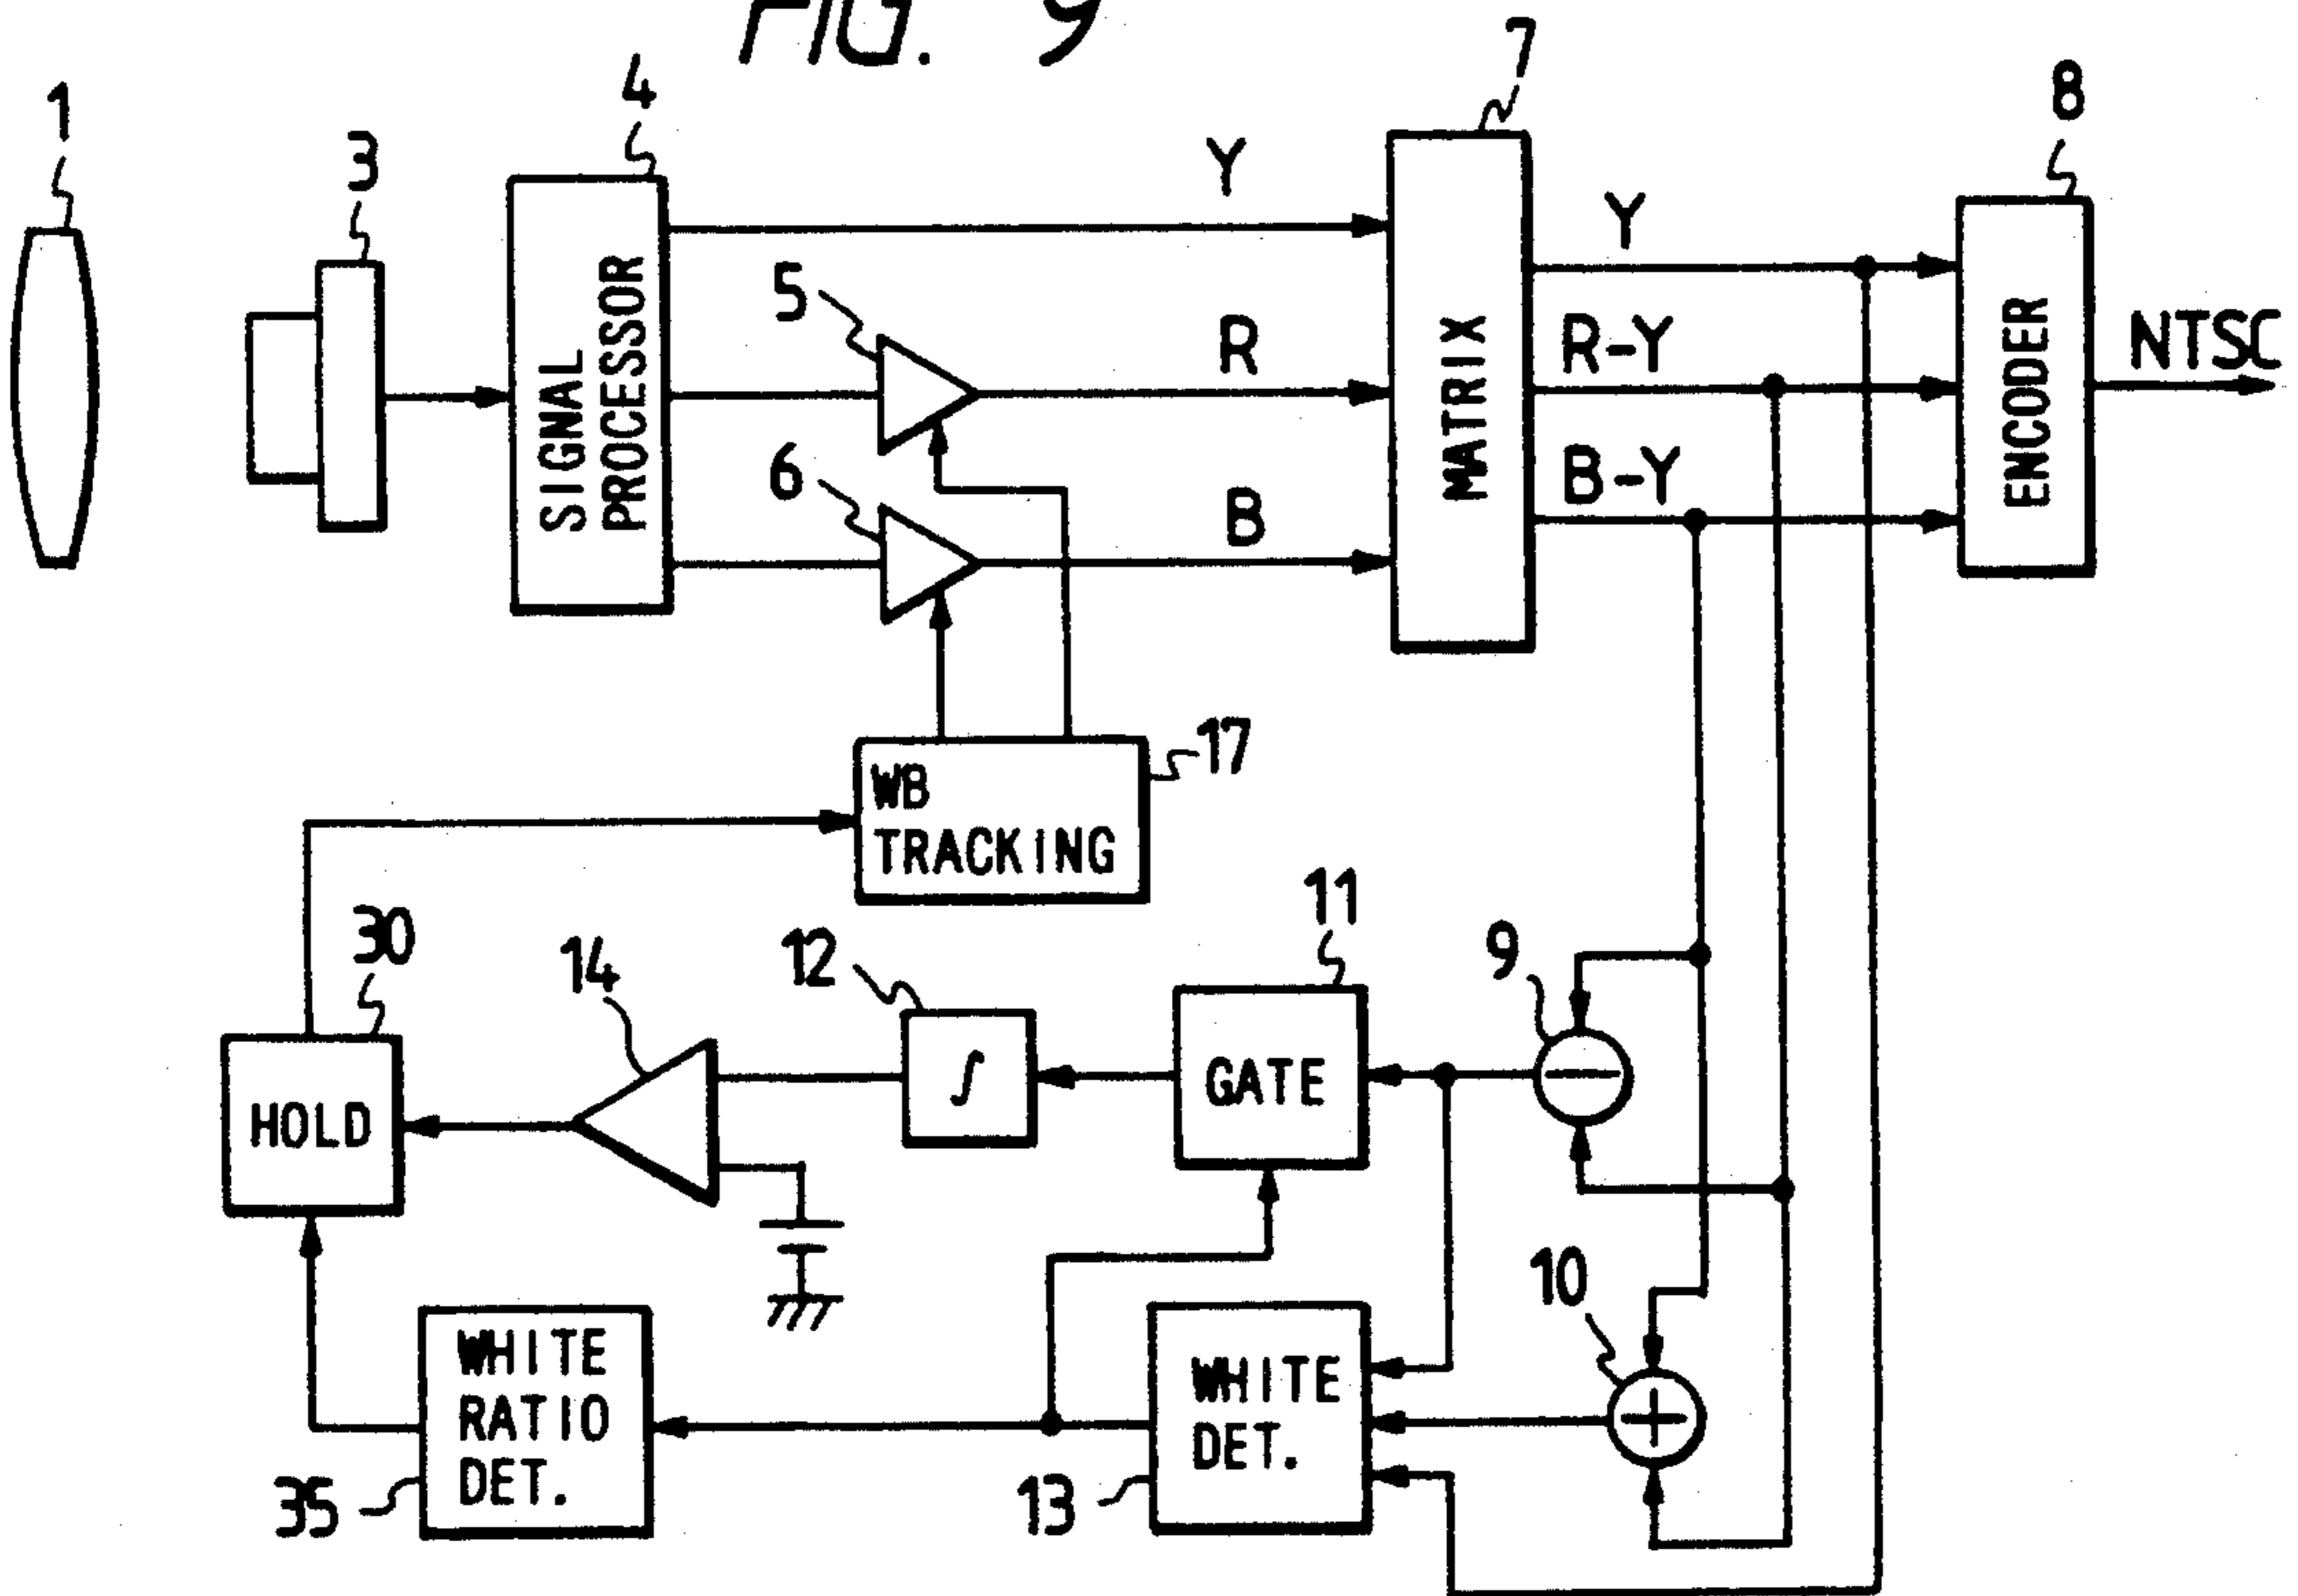 FIG. 9
1
3
4
7
8
Y
Y
5
R
R-Y
NTSC
6
B
B-Y
SIGNAL
PROCESSOR
MATRIX
ENCODER
17
WB
TRACKING
11
30
14
12
9
HOLD
∫
GATE
−
10
WHITE
RATIO
DET.
WHITE
DET.
+
35
13